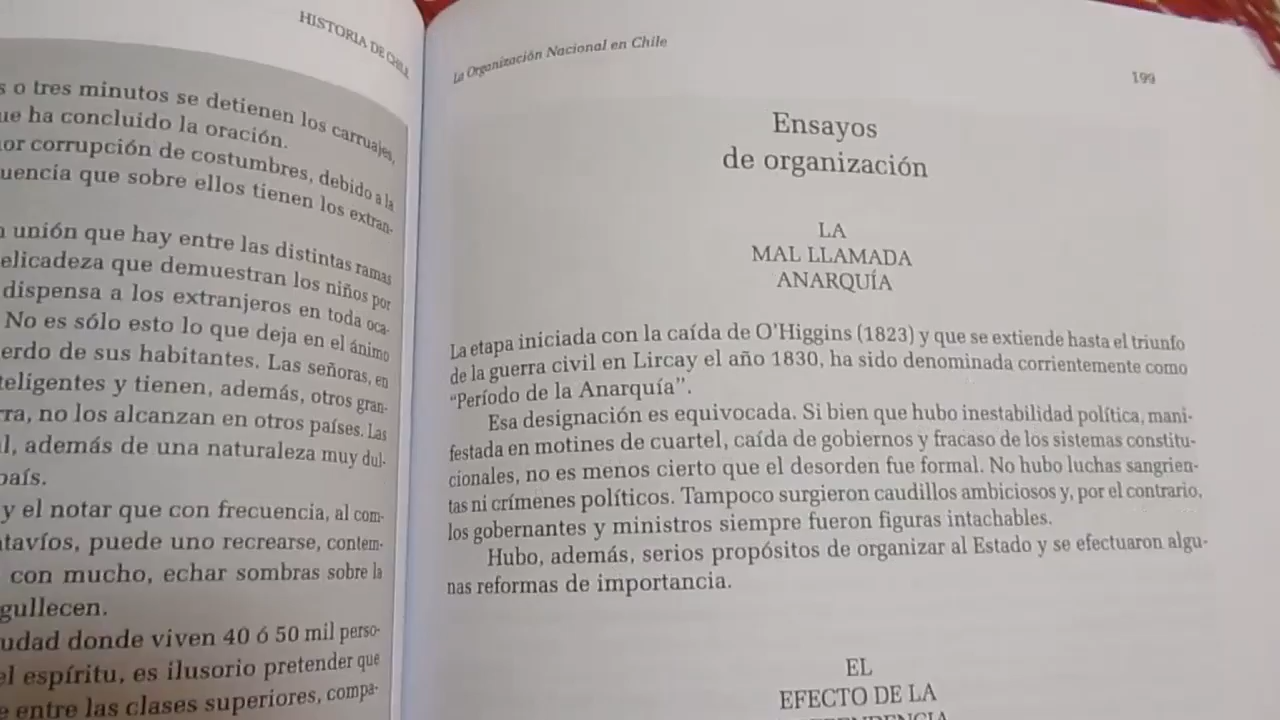 HISTORIA DE CHILE
s o tres minutos se detienen los carruajes,
ue ha concluido la oración.
or corrupción de costumbres, debido a la
uencia que sobre ellos tienen los extran-
unión que hay entre las distintas ramas
elicadeza que demuestran los niños por
dispensa a los extranjeros en toda oca-
No es sólo esto lo que deja en el ánimo
erdo de sus habitantes. Las señoras, en
teligentes y tienen, además, otros gran-
rra, no los alcanzan en otros países. Las
l, además de una naturaleza muy dul-
país.
y el notar que con frecuencia, al com-
tavíos, puede uno recrearse, contem-
con mucho, echar sombras sobre la
gullecen.
udad donde viven 40 ó 50 mil perso-
el espíritu, es ilusorio pretender que
e entre las clases superiores, compa-
La Organización Nacional en Chile
199
Ensayos
de organización
LA
MAL LLAMADA
ANARQUÍA
La etapa iniciada con la caída de O'Higgins (1823) y que se extiende hasta el triunfo
de la guerra civil en Lircay el año 1830, ha sido denominada corrientemente como
“Período de la Anarquía”.
Esa designación es equivocada. Si bien que hubo inestabilidad política, mani-
festada en motines de cuartel, caída de gobiernos y fracaso de los sistemas constitu-
cionales, no es menos cierto que el desorden fue formal. No hubo luchas sangrien-
tas ni crímenes políticos. Tampoco surgieron caudillos ambiciosos y, por el contrario,
los gobernantes y ministros siempre fueron figuras intachables.
Hubo, además, serios propósitos de organizar al Estado y se efectuaron algu-
nas reformas de importancia.
EL
EFECTO DE LA